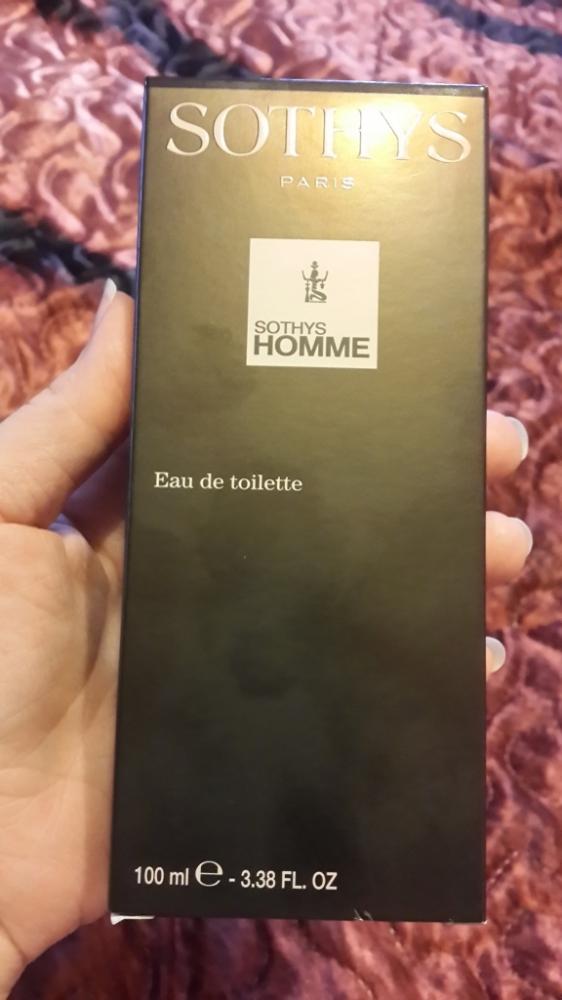 SOTHYS
PARIS
SOTHYS
HOMME
Eau de toilette
100 ml ℮ - 3.38 FL. OZ